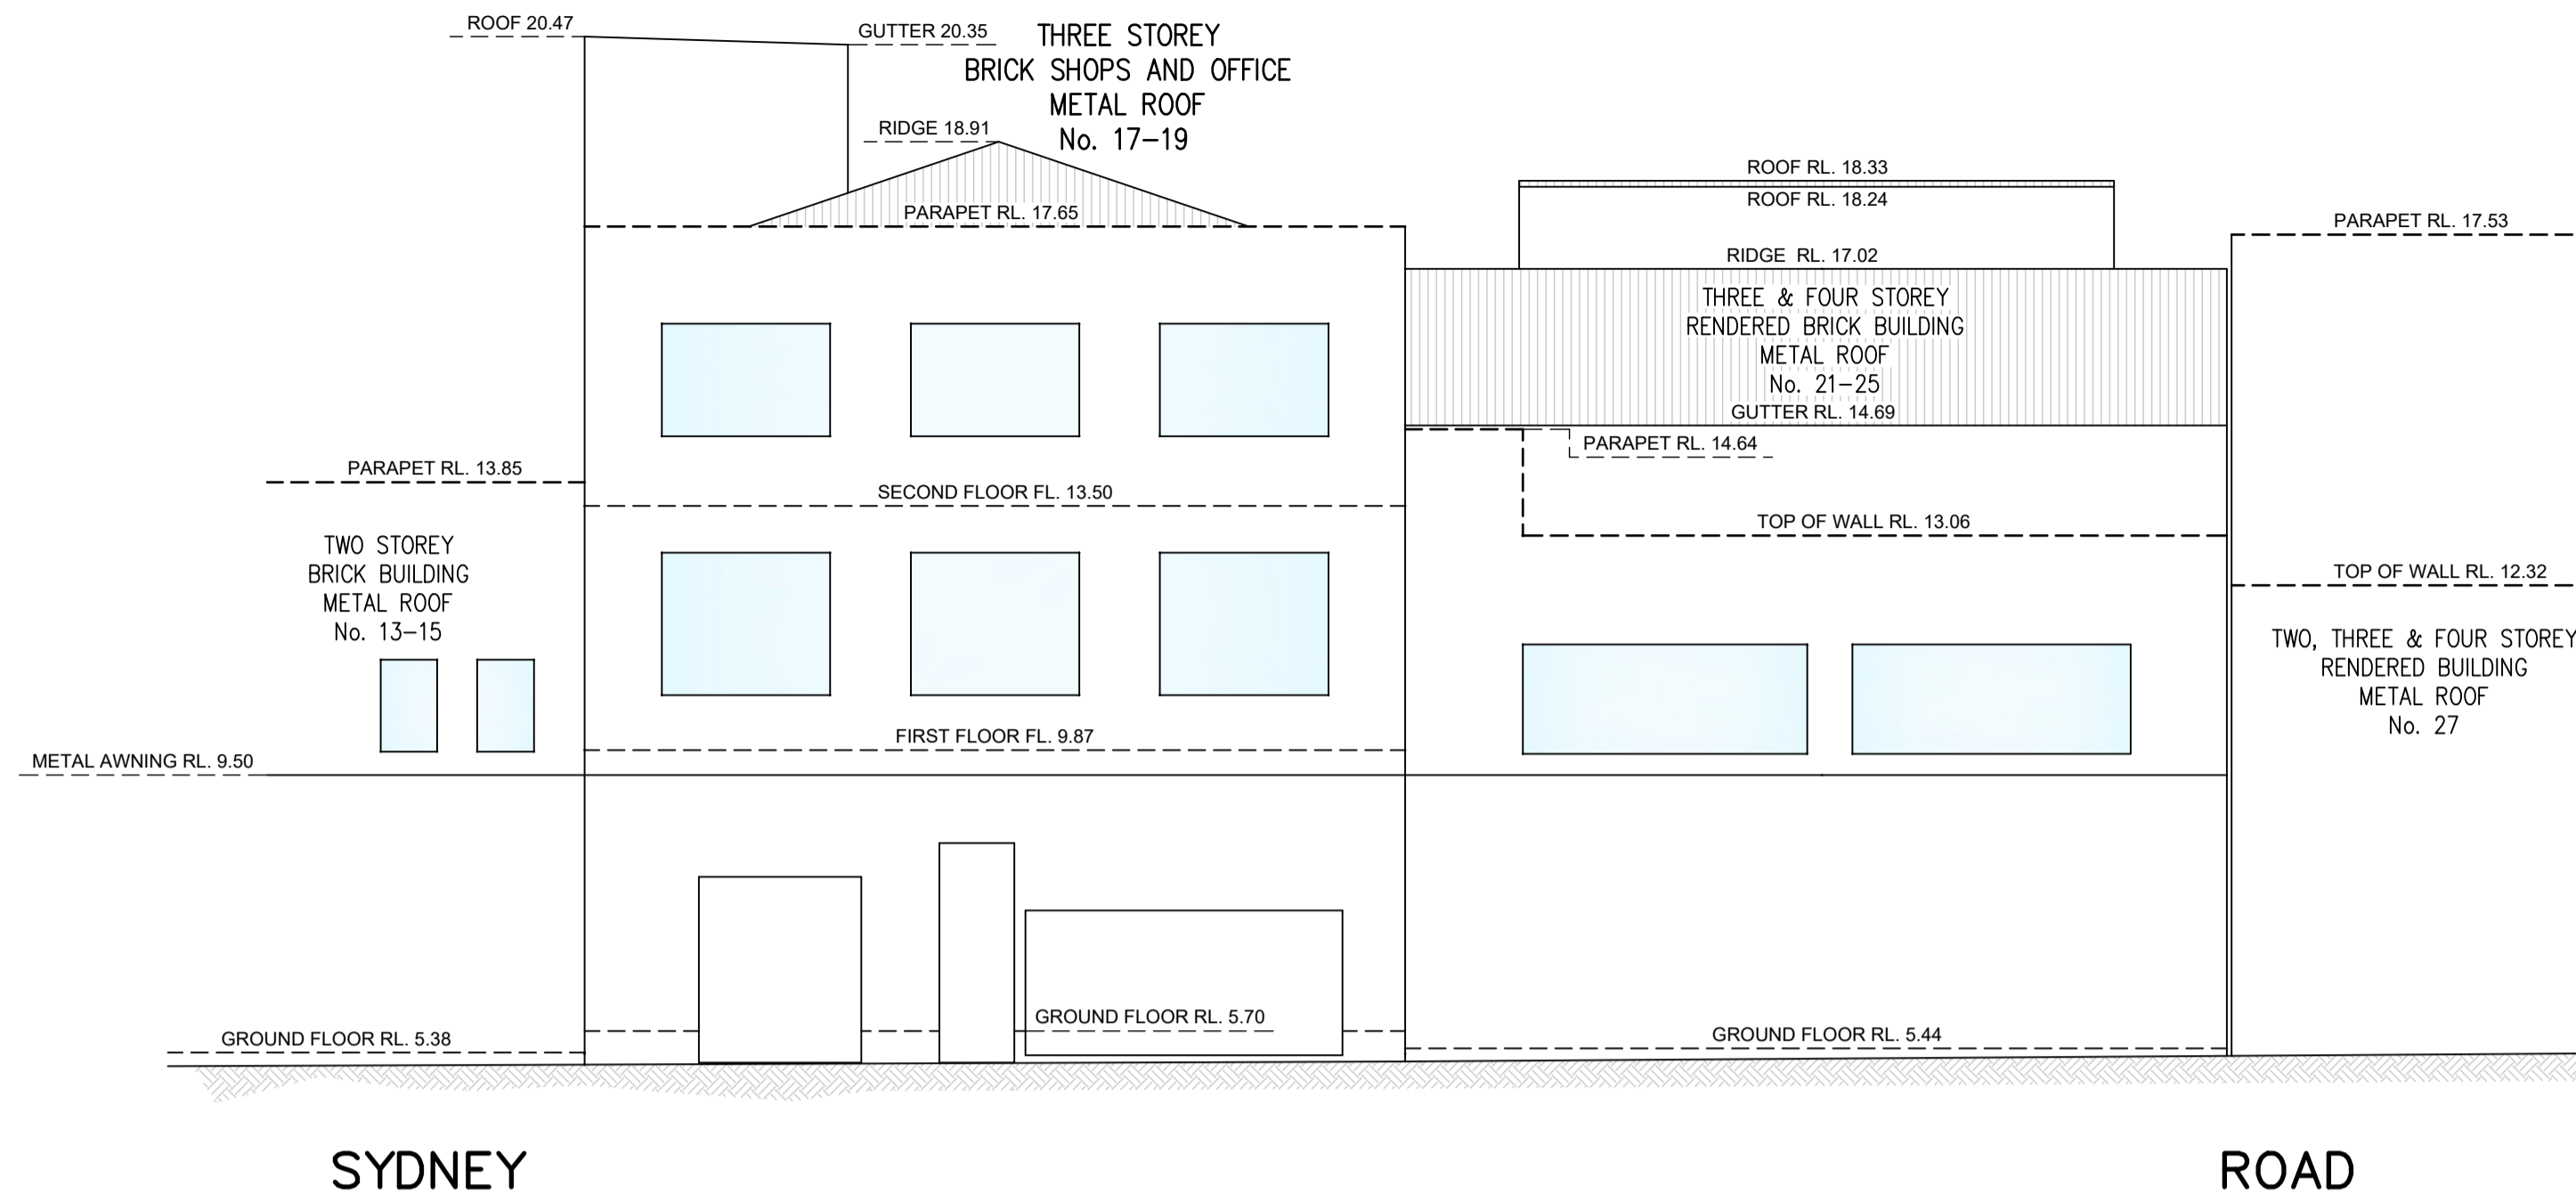 ROOF 20.47
GUTTER 20.35
THREE STOREY
BRICK SHOPS AND OFFICE
METAL ROOF
No. 17-19
RIDGE 18.91
PARAPET RL. 17.65
ROOF RL. 18.33
ROOF RL. 18.24
PARAPET RL. 17.53
RIDGE RL. 17.02
THREE & FOUR STOREY
RENDERED BRICK BUILDING
METAL ROOF
No. 21-25
GUTTER RL. 14.69
PARAPET RL. 14.64
PARAPET RL. 13.85
SECOND FLOOR FL. 13.50
TOP OF WALL RL. 13.06
TWO STOREY
BRICK BUILDING
METAL ROOF
No. 13-15
TOP OF WALL RL. 12.32
TWO, THREE & FOUR STOREY
RENDERED BUILDING
METAL ROOF
No. 27
FIRST FLOOR FL. 9.87
METAL AWNING RL. 9.50
GROUND FLOOR RL. 5.70
GROUND FLOOR RL. 5.38
GROUND FLOOR RL. 5.44
SYDNEY ROAD